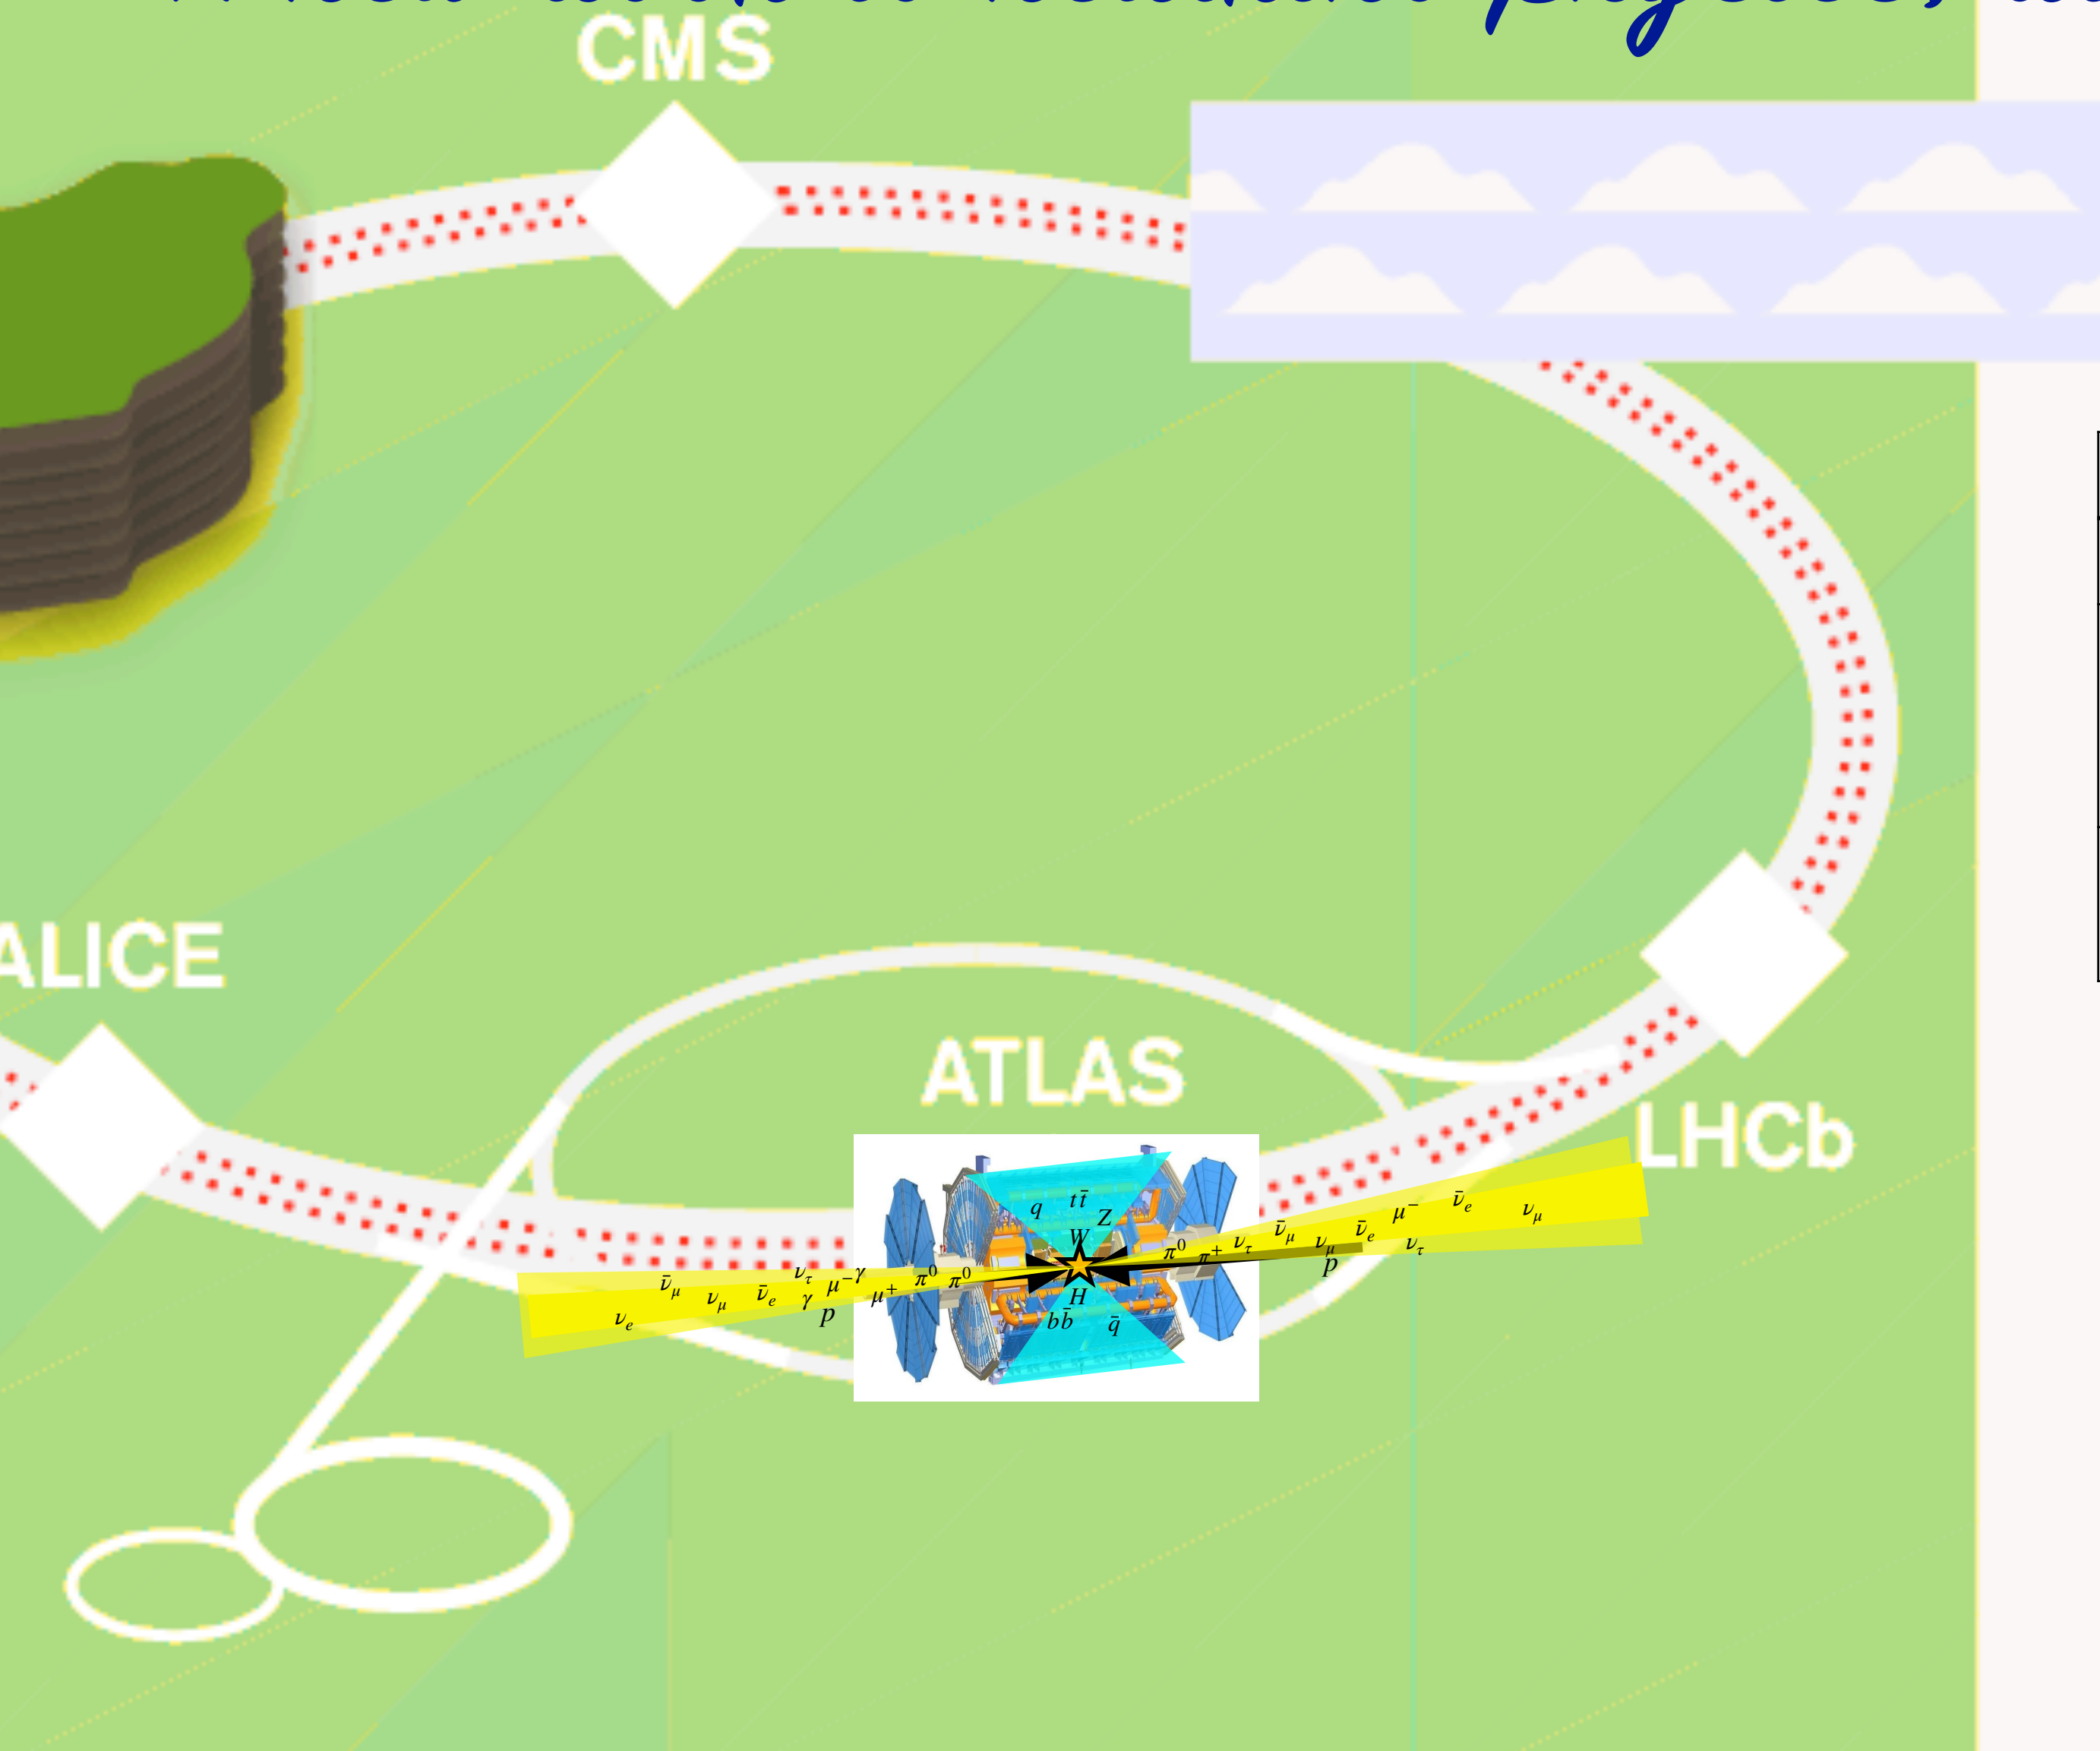 CMS
ALICE
ATLAS
LHCb
q
tt̄
Z
W
H
bb̄
q̄
ν̄μ
νe
νμ
ν̄e
ντ
γ
μ⁻
γ
p
μ⁺
π⁰
π⁰
π⁰
π⁺
ντ
ν̄μ
νμ
p
ν̄e
μ⁻
ντ
ν̄e
νμ